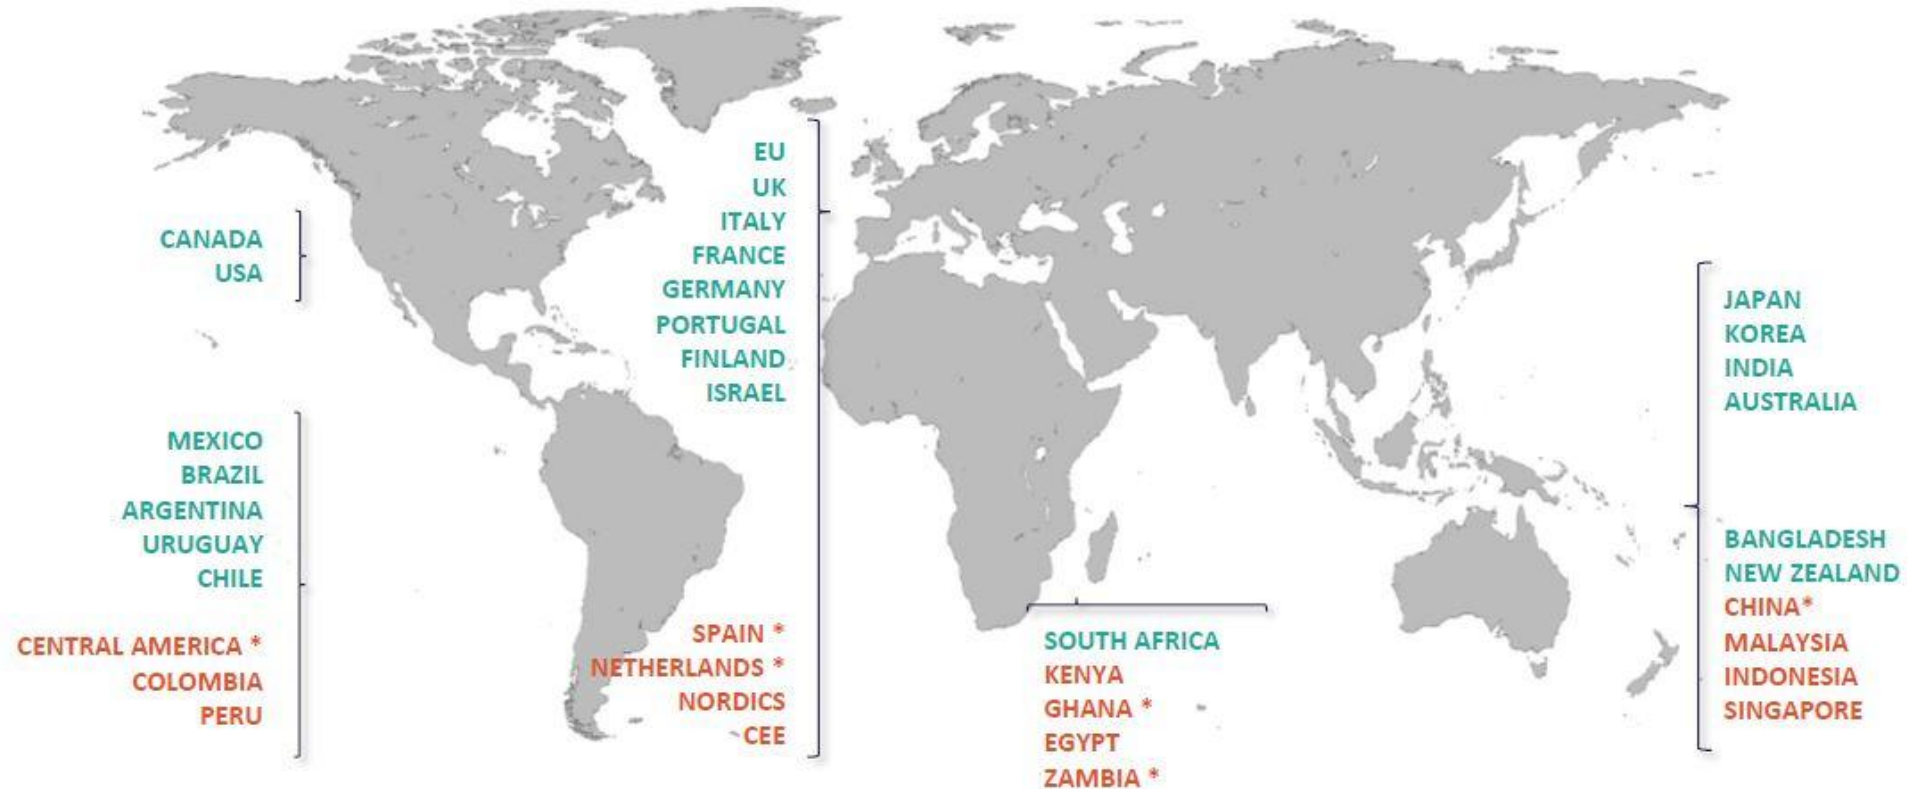 CANADA
USA
MEXICO
BRAZIL
ARGENTINA
URUGUAY
CHILE
CENTRAL AMERICA *
COLOMBIA
PERU
EU
UK
ITALY
FRANCE
GERMANY
PORTUGAL
FINLAND
ISRAEL
SPAIN *
NETHERLANDS *
NORDICS
CEE
SOUTH AFRICA
KENYA
GHANA *
EGYPT
ZAMBIA *
JAPAN
KOREA
INDIA
AUSTRALIA
BANGLADESH
NEW ZEALAND
CHINA*
MALAYSIA
INDONESIA
SINGAPORE